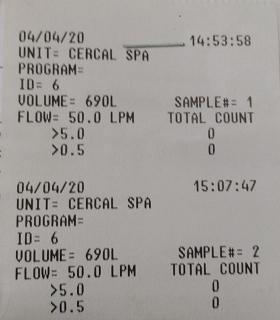 04/04/20 14:53:58
UNIT= CERCAL SPA
PROGRAM=
ID= 6
VOLUME= 690L SAMPLE#= 1
FLOW= 50.0 LPM TOTAL COUNT
>5.0 0
>0.5 0
04/04/20 15:07:47
UNIT= CERCAL SPA
PROGRAM=
ID= 6
VOLUME= 690L SAMPLE#= 2
FLOW= 50.0 LPM TOTAL COUNT
>5.0 0
>0.5 0